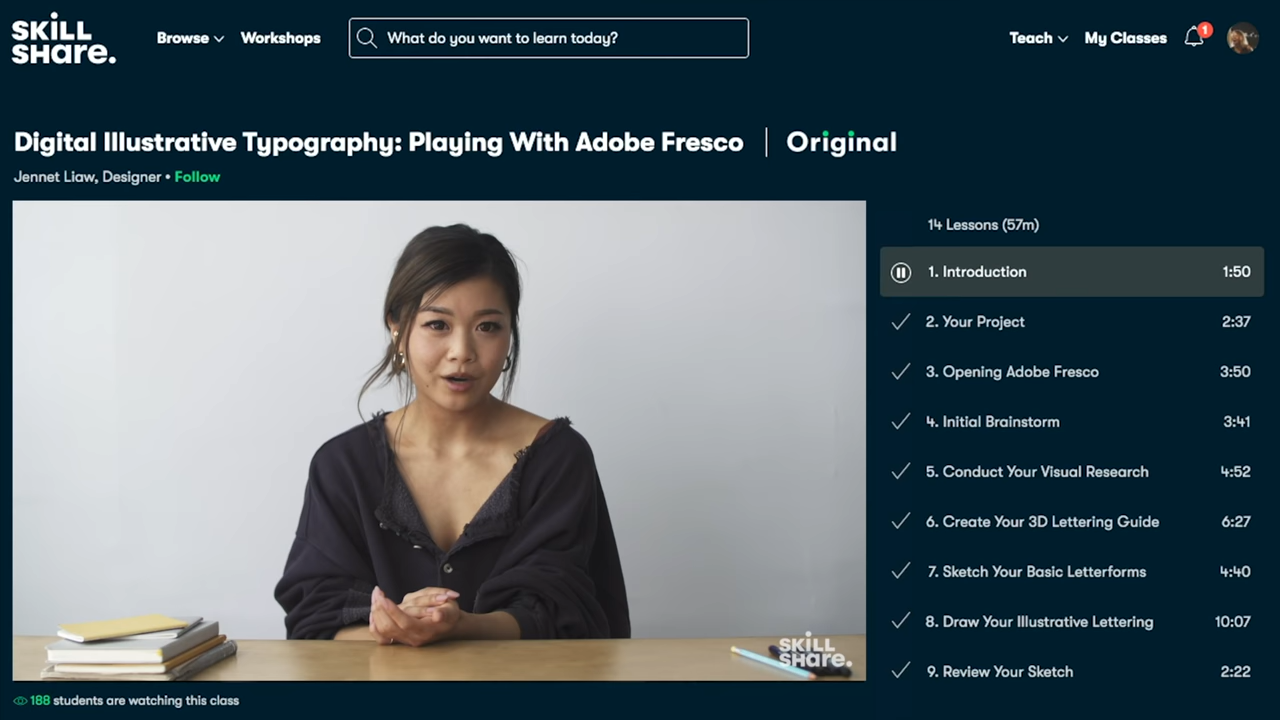 SKILL
SHare.
Browse
Workshops
What do you want to learn today?
Teach
My Classes
1
Digital Illustrative Typography: Playing With Adobe Fresco | Original
Jennet Liaw, Designer • Follow
14 Lessons (57m)
1. Introduction 1:50
2. Your Project 2:37
3. Opening Adobe Fresco 3:50
4. Initial Brainstorm 3:41
5. Conduct Your Visual Research 4:52
6. Create Your 3D Lettering Guide 6:27
7. Sketch Your Basic Letterforms 4:40
8. Draw Your Illustrative Lettering 10:07
9. Review Your Sketch 2:22
SKILL
SHare.
188 students are watching this class